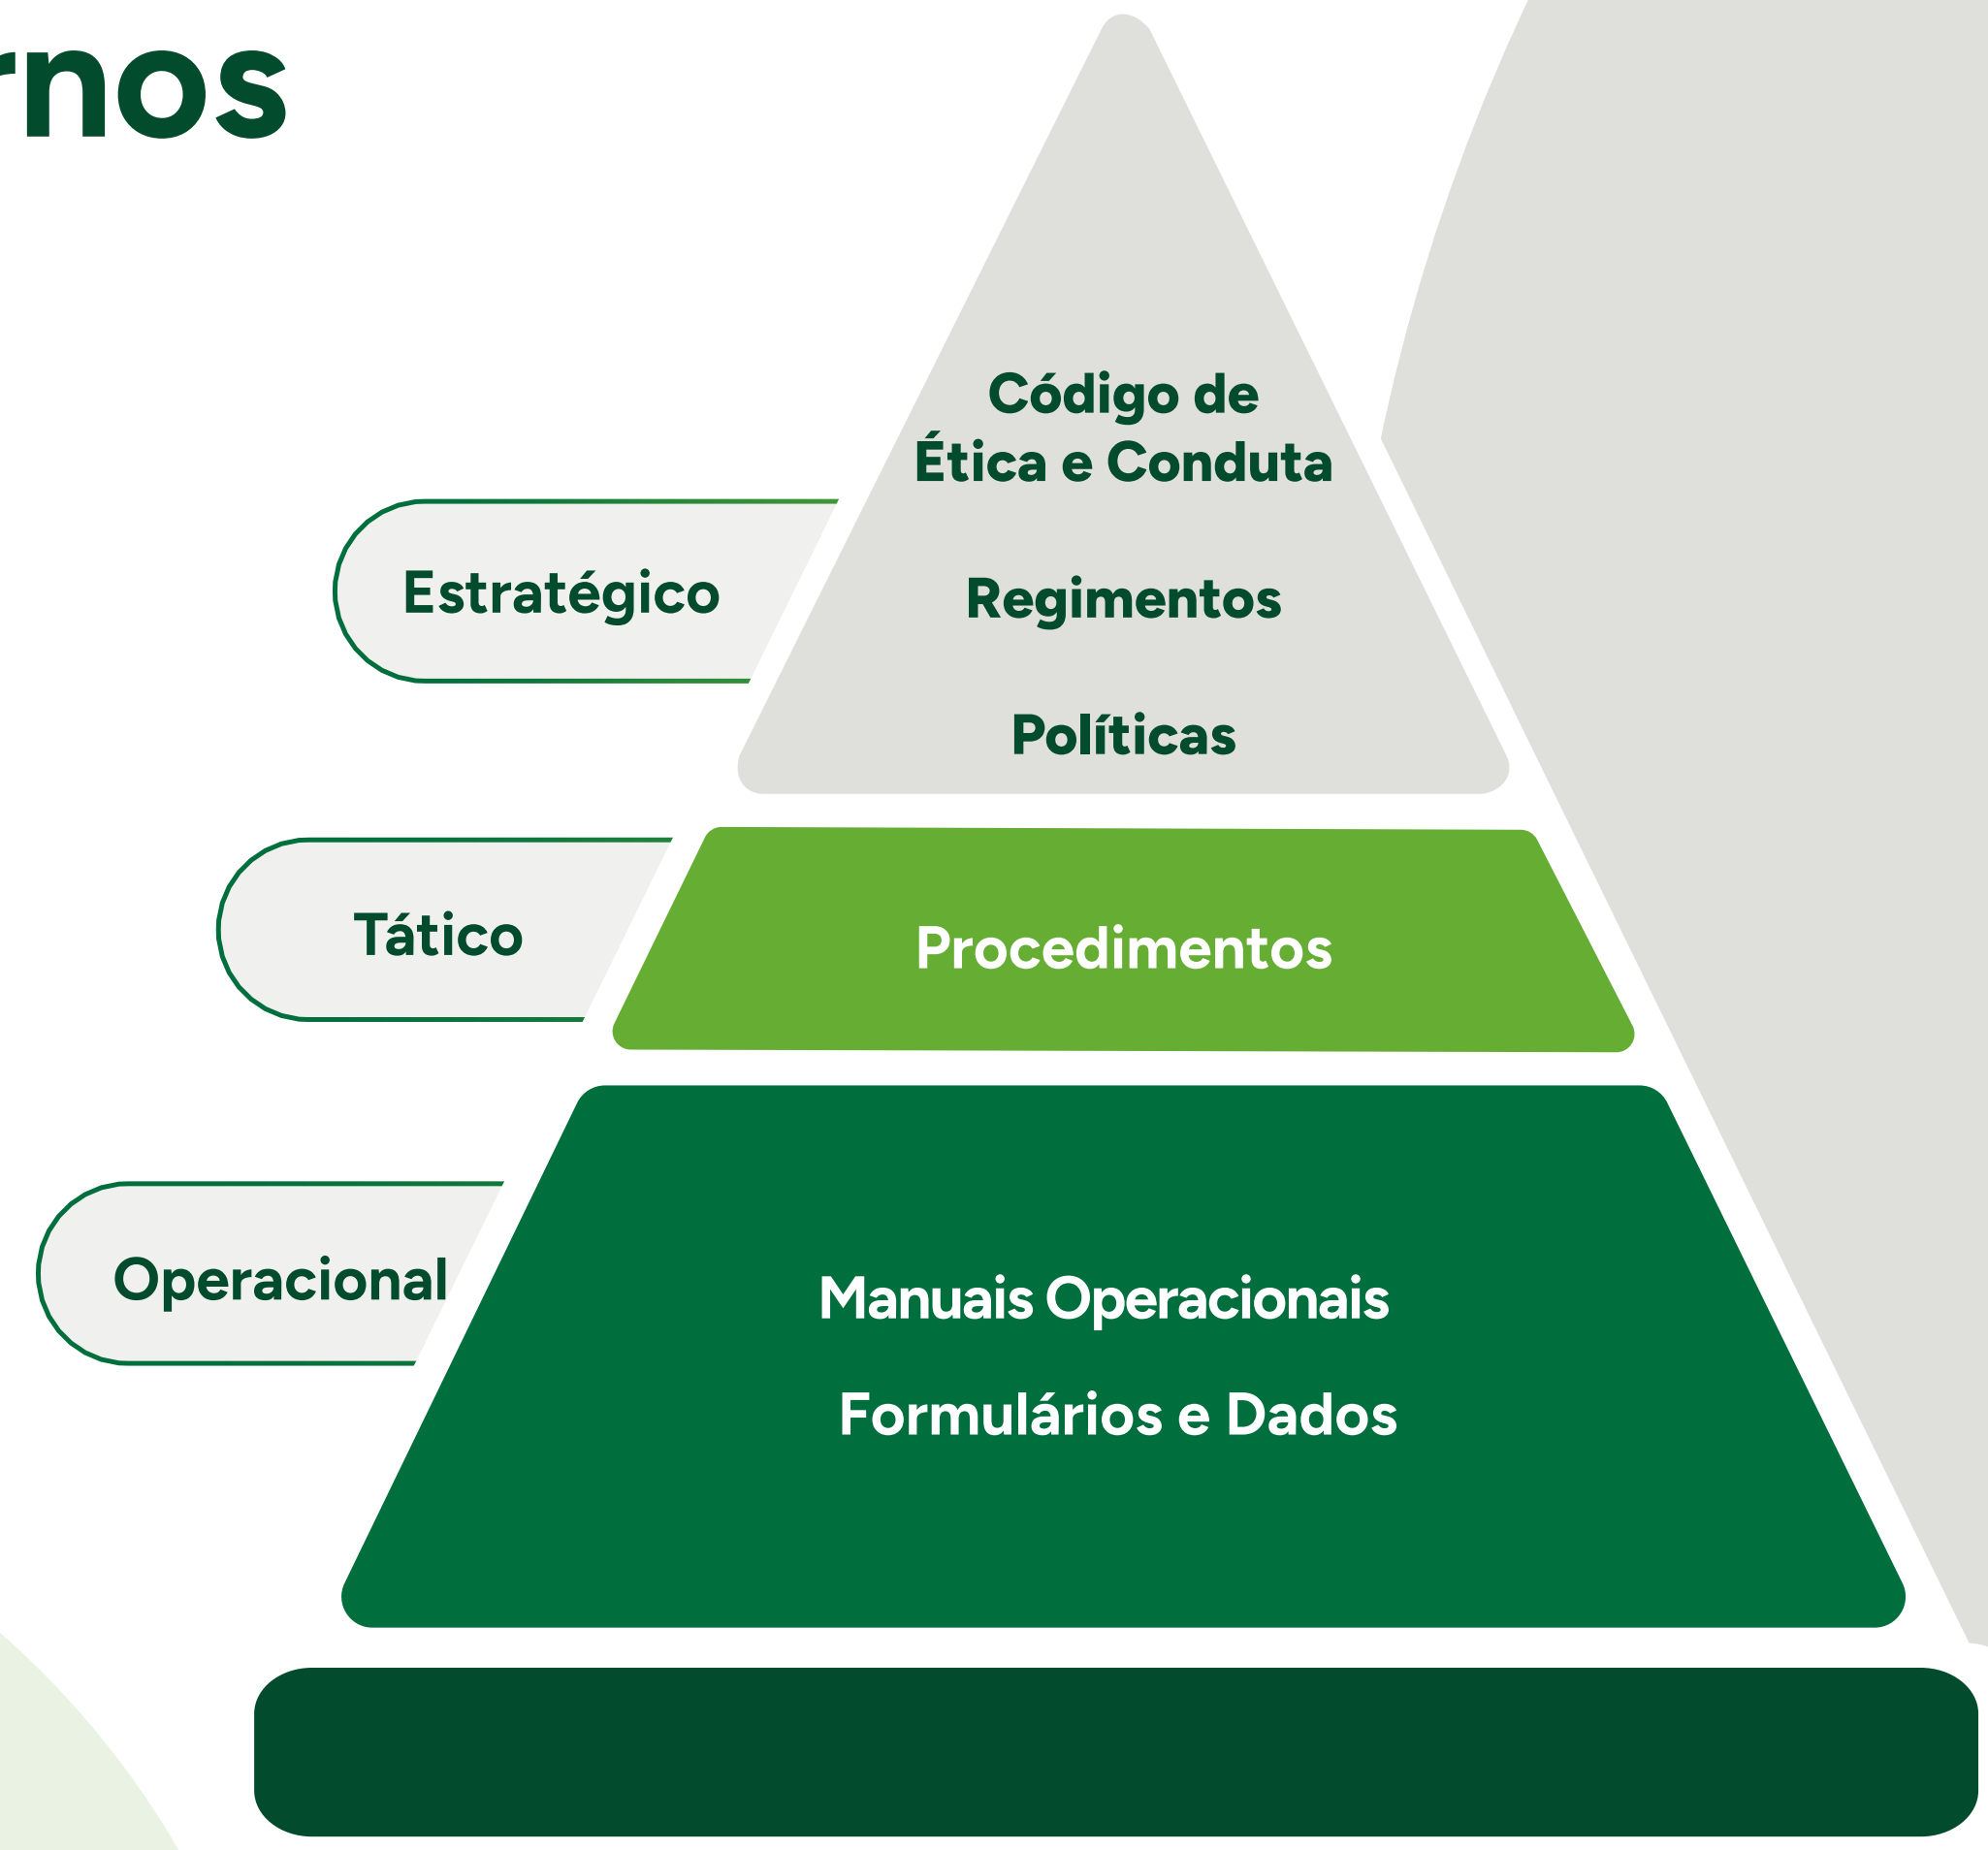 rnos
Código de
Ética e Conduta
Estratégico
Regimentos
Políticas
Tático
Procedimentos
Operacional
Manuais Operacionais
Formulários e Dados